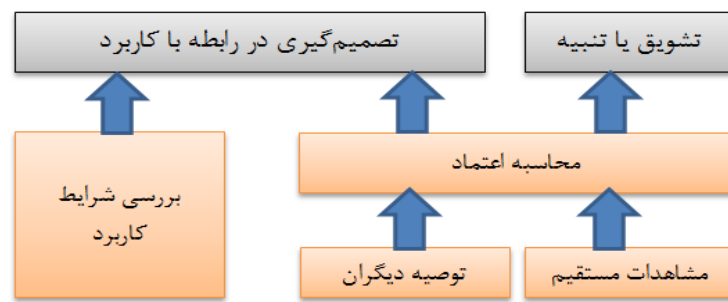 تشویق یا تنبیه
تصمیم‌گیری در رابطه با کاربرد
محاسبه اعتماد
بررسی شرایط
کاربرد
مشاهدات مستقیم
توصیه دیگران